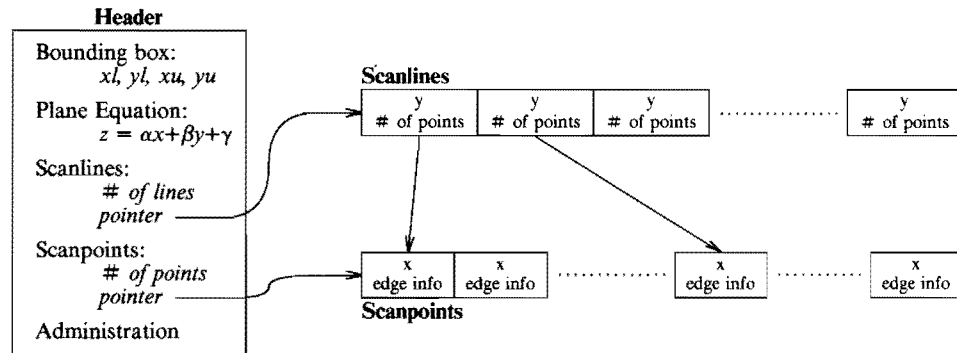 Header
Bounding box:
xl, yl, xu, yu
Plane Equation:
z = αx+βy+γ
Scanlines:
# of lines
pointer
Scanpoints:
# of points
pointer
Administration
Scanlines
y y y y
# of points # of points # of points # of points
x x x x
edge info edge info edge info edge info
Scanpoints